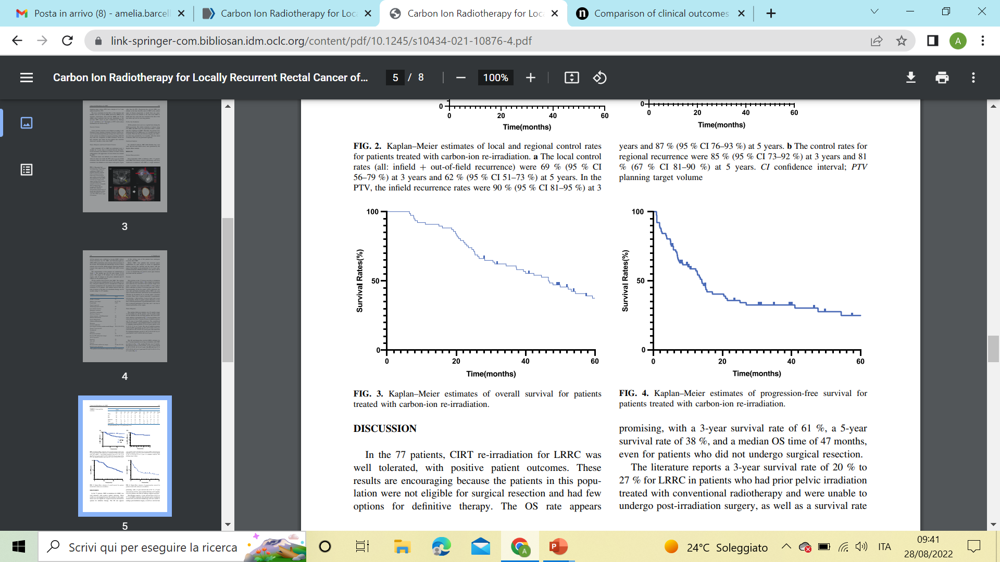 Posta in arrivo (8) - amelia.barcell
Carbon Ion Radiotherapy for Loca
Carbon Ion Radiotherapy for Loca
Comparison of clinical outcomes
link-springer-com.bibliosan.idm.oclc.org/content/pdf/10.1245/s10434-021-10876-4.pdf
A
Carbon Ion Radiotherapy for Locally Recurrent Rectal Cancer of...
5 / 8
100%
3
4
5
0
0 20 40 60
Time(months)
0
0 20 40 60
Time(months)
FIG. 2. Kaplan–Meier estimates of local and regional control rates
for patients treated with carbon-ion re-irradiation. a The local control
rates (all: infield + out-of-field recurrence) were 69 % (95 % CI
56–79 %) at 3 years and 62 % (95 % CI 51–73 %) at 5 years. In the
PTV, the infield recurrence rates were 90 % (95 % CI 81–95 %) at 3
years and 87 % (95 % CI 76–93 %) at 5 years. b The control rates for
regional recurrence were 85 % (95 % CI 73–92 %) at 3 years and 81
% (67 % CI 81–90 %) at 5 years. CI confidence interval; PTV
planning target volume
100
50
0
Survival Rates(%)
0 20 40 60
Time(months)
100
50
0
Survival Rates(%)
0 20 40 60
Time(months)
FIG. 3. Kaplan–Meier estimates of overall survival for patients
treated with carbon-ion re-irradiation.
FIG. 4. Kaplan–Meier estimates of progression-free survival for
patients treated with carbon-ion re-irradiation.
DISCUSSION
In the 77 patients, CIRT re-irradiation for LRRC was
well tolerated, with positive patient outcomes. These
results are encouraging because the patients in this popu-
lation were not eligible for surgical resection and had few
options for definitive therapy. The OS rate appears
promising, with a 3-year survival rate of 61 %, a 5-year
survival rate of 38 %, and a median OS time of 47 months,
even for patients who did not undergo surgical resection.
The literature reports a 3-year survival rate of 20 % to
27 % for LRRC in patients who had prior pelvic irradiation
treated with conventional radiotherapy and were unable to
undergo post-irradiation surgery, as well as a survival rate
Scrivi qui per eseguire la ricerca
24°C Soleggiato
ITA
09:41
28/08/2022